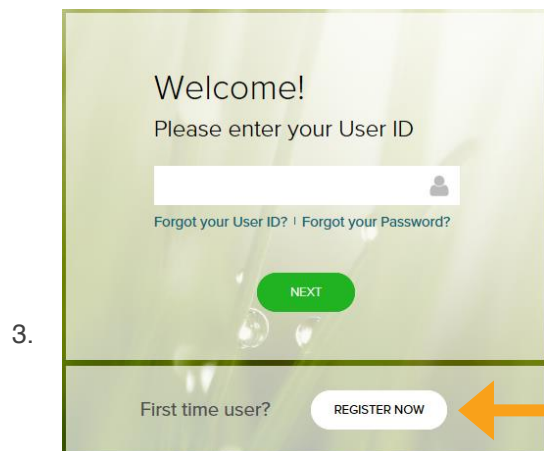 Welcome!
Please enter your User ID
Forgot your User ID? | Forgot your Password?
NEXT
3.
First time user? REGISTER NOW